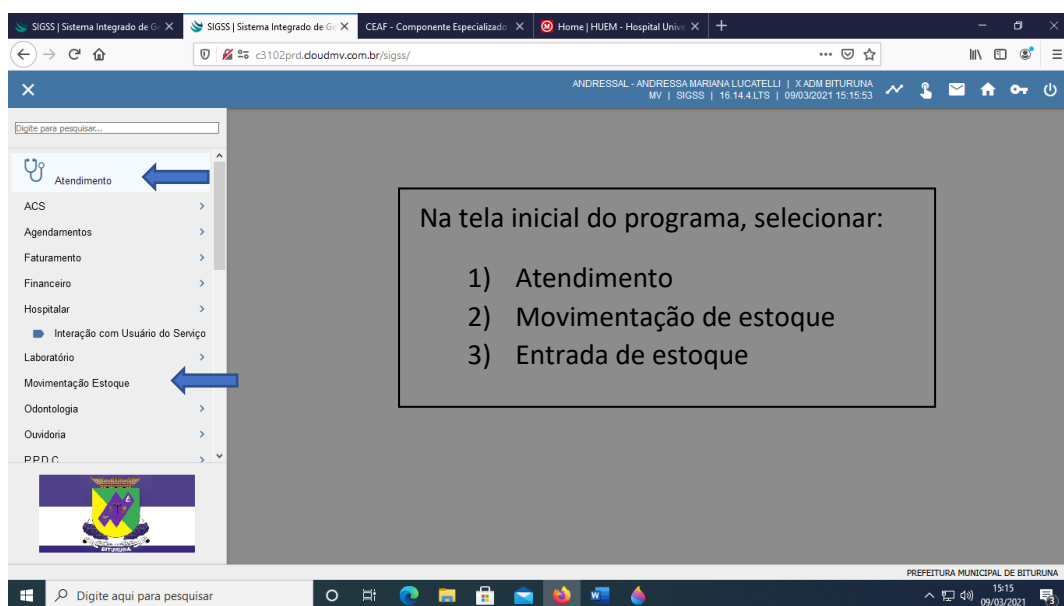 SIGSS | Sistema Integrado de Ge
SIGSS | Sistema Integrado de Ge
CEAF - Componente Especializado
Home | HUEM - Hospital Unive
c3102prd.cloudmv.com.br/sigss/
ANDRESSAL - ANDRESSA MARIANA LUCATELLI | X ADM BITURUNA
MV | SIGSS | 16.14.4.LTS | 09/03/2021 15:15:53
Digite para pesquisar...
Atendimento
ACS
Agendamentos
Faturamento
Financeiro
Hospitalar
Interação com Usuário do Serviço
Laboratório
Movimentação Estoque
Odontologia
Ouvidoria
P.P.D.C.
Na tela inicial do programa, selecionar:
1) Atendimento
2) Movimentação de estoque
3) Entrada de estoque
BITURUNA
PREFEITURA MUNICIPAL DE BITURUNA
Digite aqui para pesquisar
15:15
09/03/2021
3